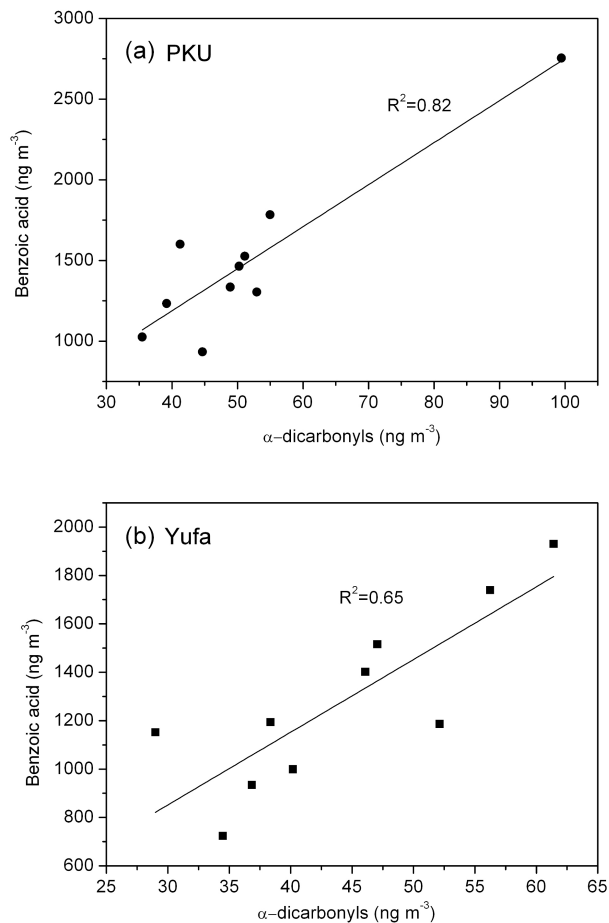 (a) PKU
R²=0.82
Benzoic acid (ng m⁻³)
3000
2500
2000
1500
1000
30 40 50 60 70 80 90 100
α−dicarbonyls (ng m⁻³)
(b) Yufa
R²=0.65
Benzoic acid (ng m⁻³)
2000
1800
1600
1400
1200
1000
800
600
25 30 35 40 45 50 55 60 65
α−dicarbonyls (ng m⁻³)